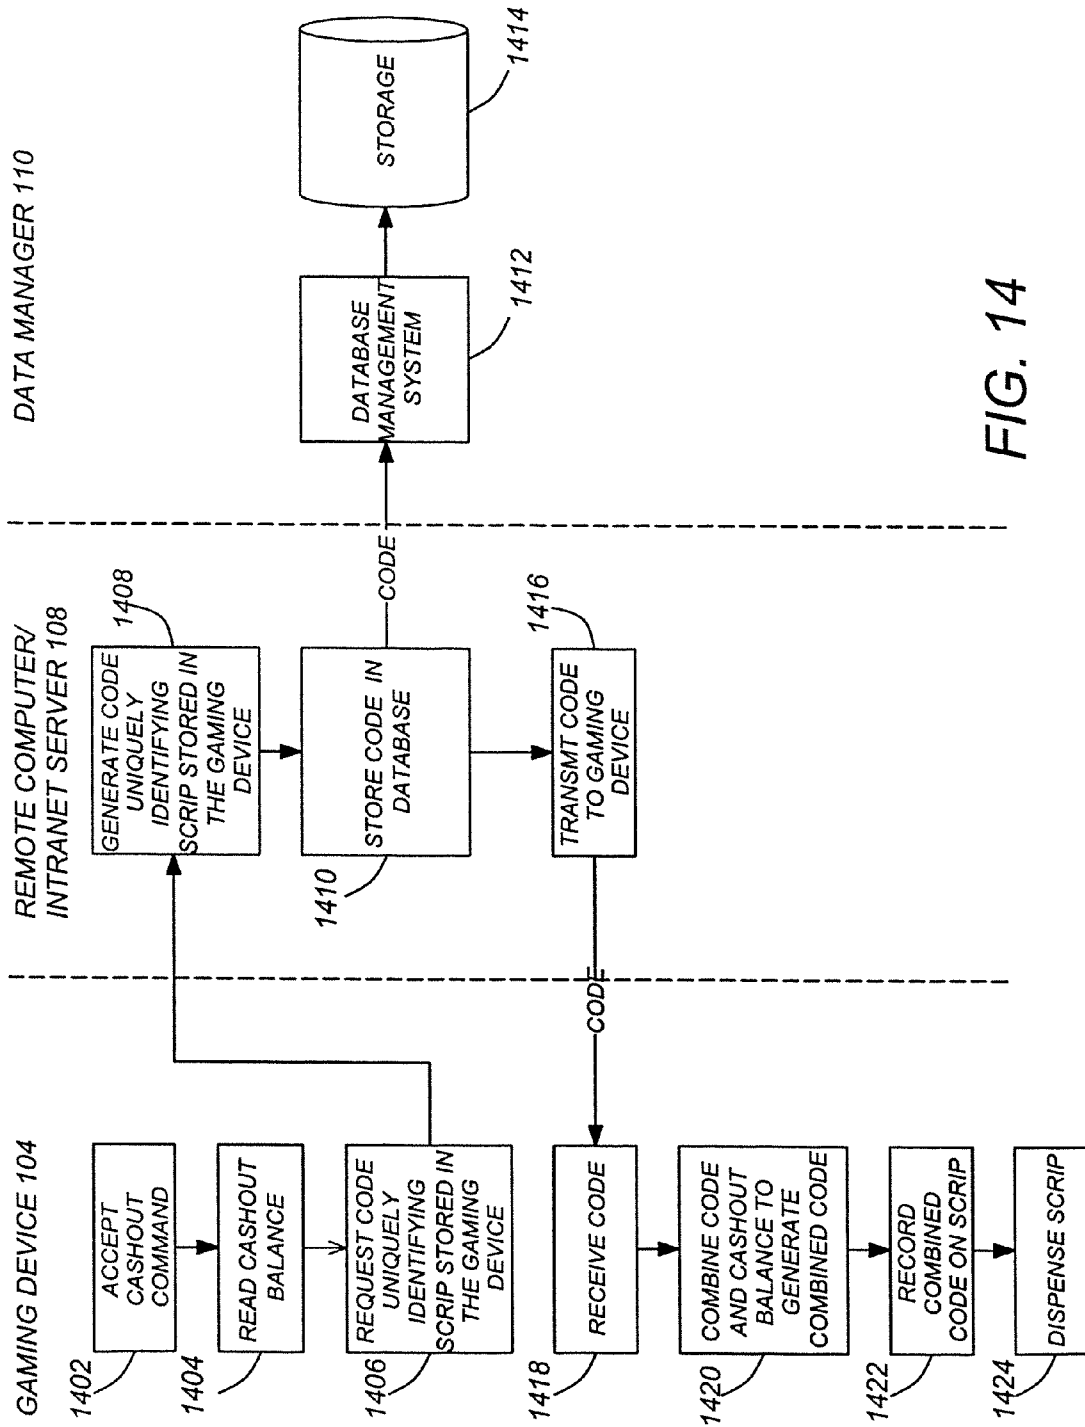 GAMING DEVICE 104
REMOTE COMPUTER/
INTRANET SERVER 108
DATA MANAGER 110
1402
ACCEPT
CASHOUT
COMMAND
1404
READ CASHOUT
BALANCE
1406
REQUEST CODE
UNIQUELY
IDENTIFYING
SCRIP STORED IN
THE GAMING
DEVICE
1408
GENERATE CODE
UNIQUELY
IDENTIFYING
SCRIP STORED IN
THE GAMING
DEVICE
1410
STORE CODE IN
DATABASE
CODE
DATABASE
MANAGEMENT
SYSTEM
1412
STORAGE
1414
1416
TRANSMT CODE
TO GAMING
DEVICE
CODE
1418
RECEIVE CODE
1420
COMBINE CODE
AND CASHOUT
BALANCE TO
GENERATE
COMBINED CODE
1422
RECORD
COMBINED
CODE ON SCRIP
1424
DISPENSE SCRIP
FIG. 14